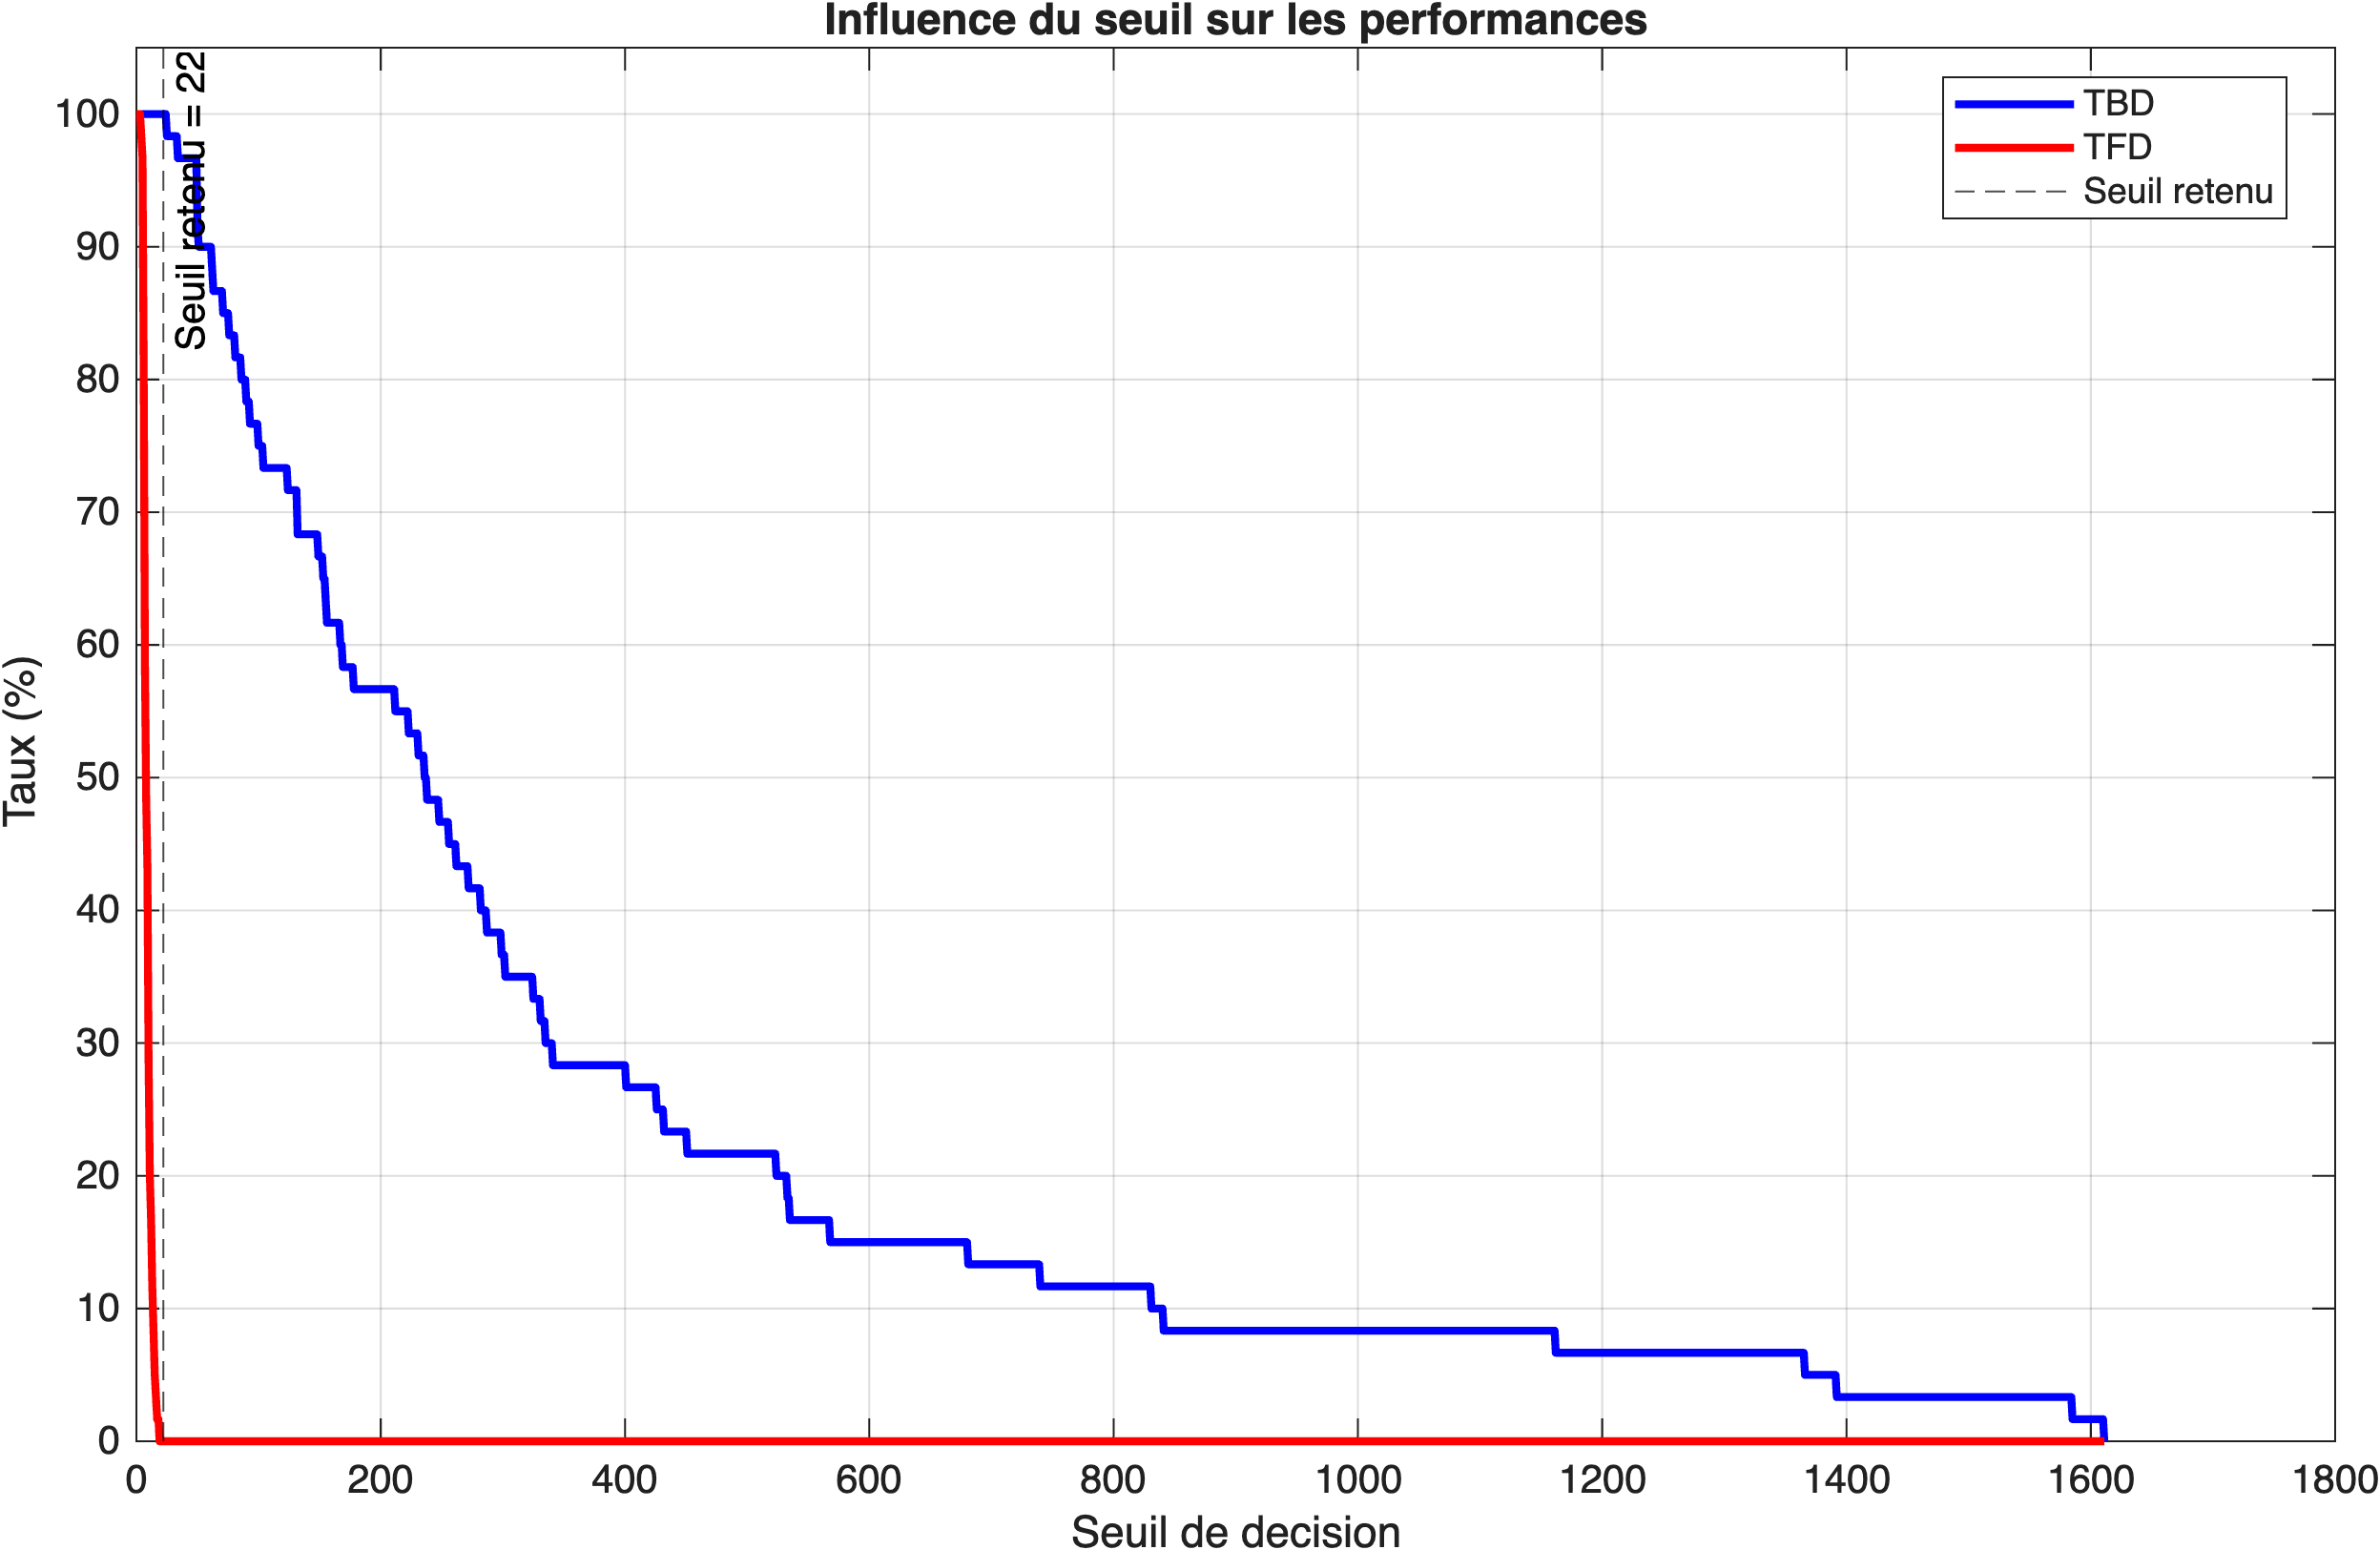 Influence du seuil sur les performances
TBD
TFD
Seuil retenu
Seuil retenu = 22
Taux (%)
100
90
80
70
60
50
40
30
20
10
0
0 200 400 600 800 1000 1200 1400 1600 1800
Seuil de decision